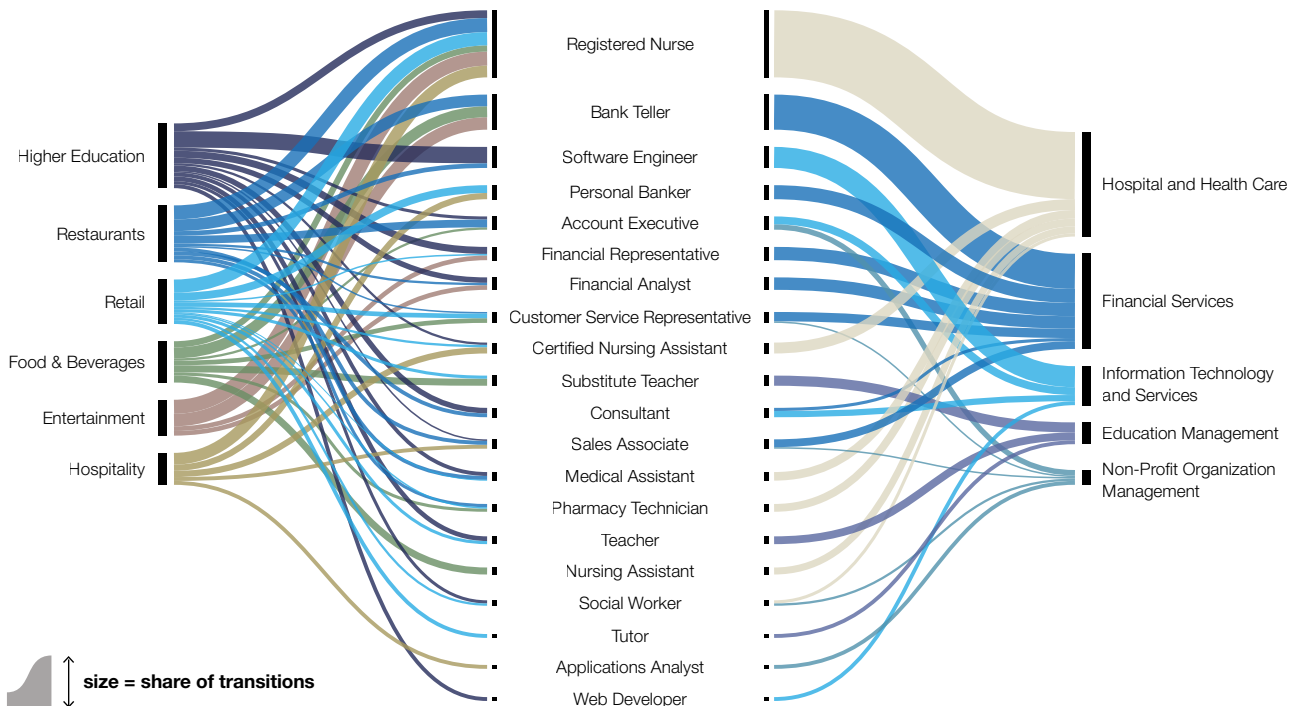 Higher Education
Restaurants
Retail
Food & Beverages
Entertainment
Hospitality
Registered Nurse
Bank Teller
Software Engineer
Personal Banker
Account Executive
Financial Representative
Financial Analyst
Customer Service Representative
Certified Nursing Assistant
Substitute Teacher
Consultant
Sales Associate
Medical Assistant
Pharmacy Technician
Teacher
Nursing Assistant
Social Worker
Tutor
Applications Analyst
Web Developer
Hospital and Health Care
Financial Services
Information Technology
and Services
Education Management
Non-Profit Organization
Management
size = share of transitions